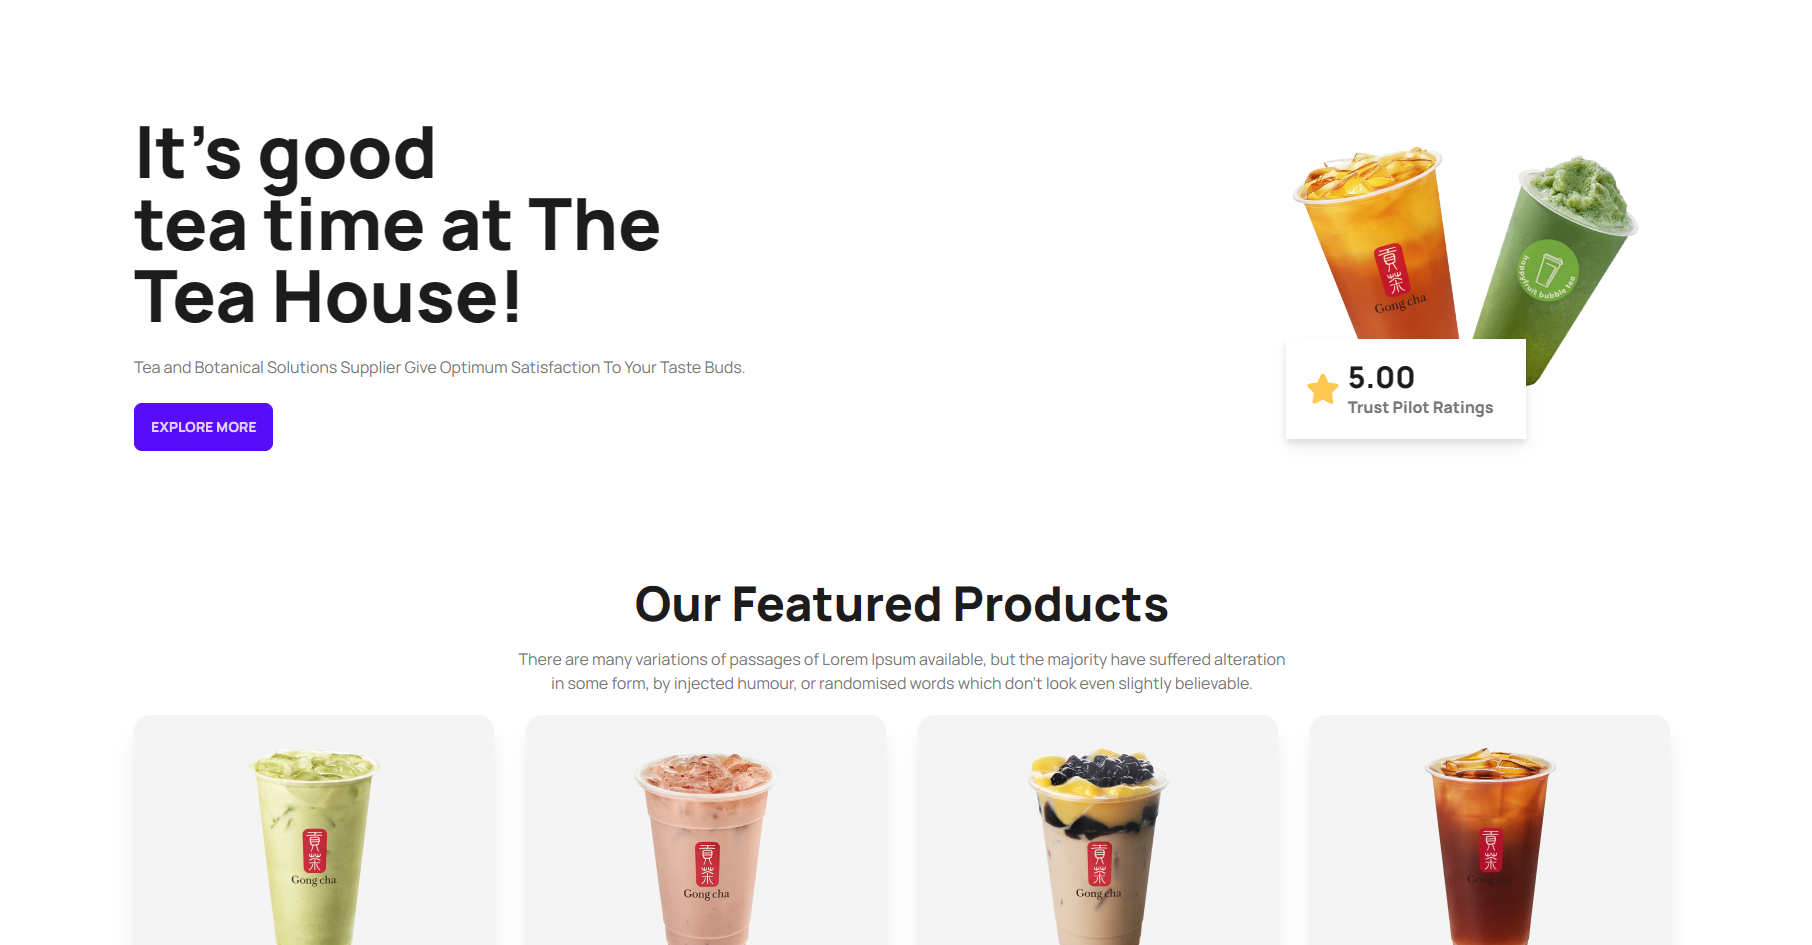 It's good
tea time at The
Tea House!
Tea and Botanical Solutions Supplier Give Optimum Satisfaction To Your Taste Buds.
EXPLORE MORE
貢茶
Gong cha
happyfruit bubble tea
5.00
Trust Pilot Ratings
Our Featured Products
There are many variations of passages of Lorem Ipsum available, but the majority have suffered alteration
in some form, by injected humour, or randomised words which don't look even slightly believable.
貢茶
Gong cha
貢茶
Gong cha
貢茶
Gong cha
貢茶
Gong cha